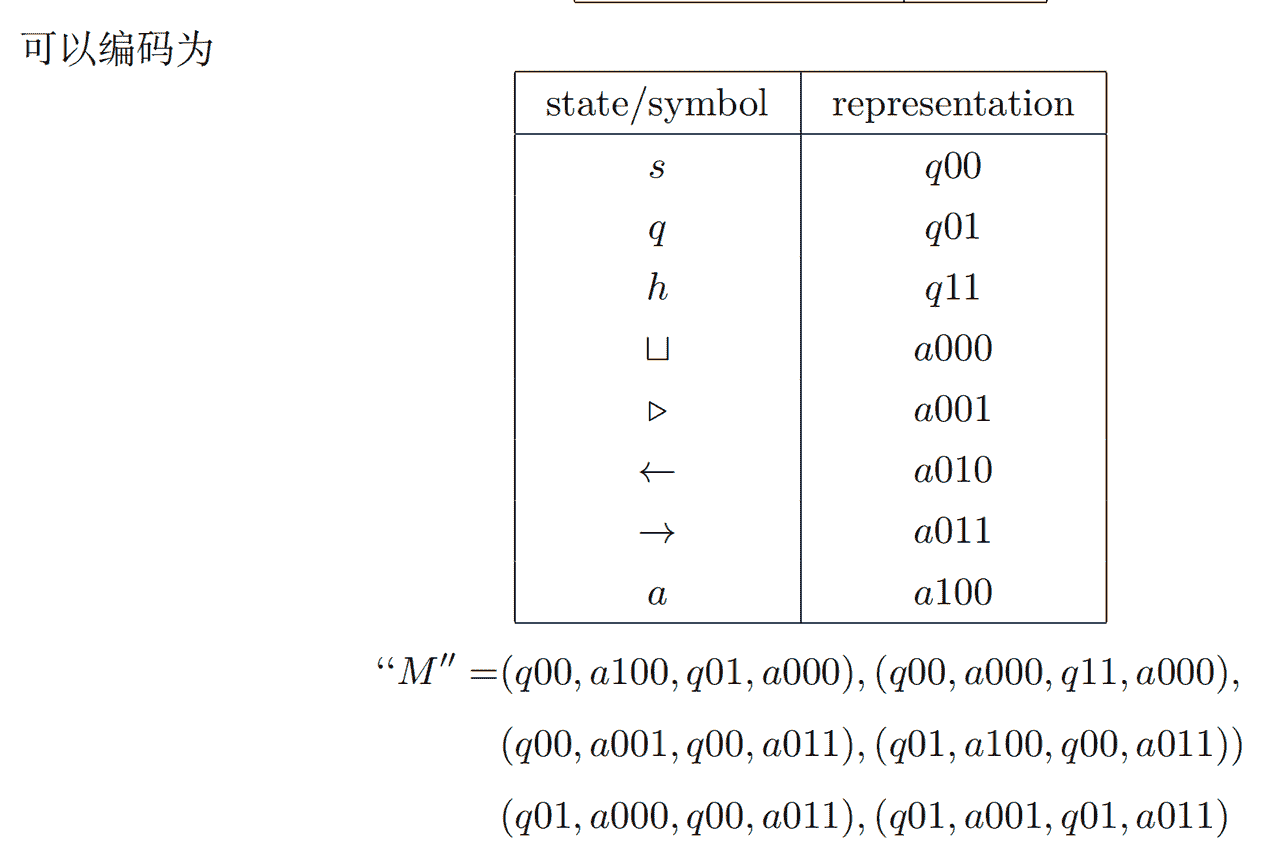 可以编码为
state/symbol representation
s q00
q q01
h q11
⊔ a000
▷ a001
← a010
→ a011
a a100
“M″ =(q00, a100, q01, a000), (q00, a000, q11, a000),
(q00, a001, q00, a011), (q01, a100, q00, a011))
(q01, a000, q00, a011), (q01, a001, q01, a011)